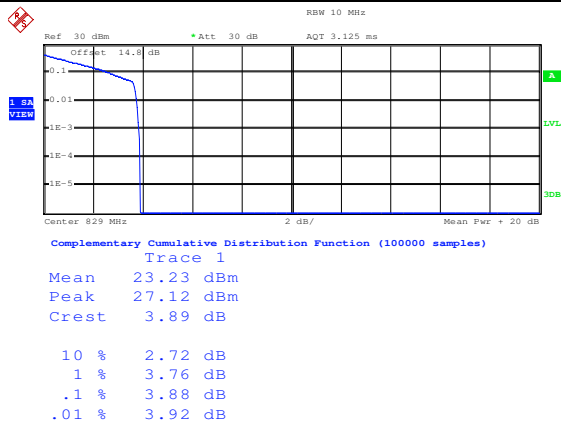 R S
RBW 10 MHz
Ref 30 dBm * Att 30 dB AQT 3.125 ms
Offset 14.8 dB
0.1
A
0.01
1 SA
VIEW
1E-3
LVL
1E-4
1E-5
3DB
Center 829 MHz 2 dB/ Mean Pwr + 20 dB
Complementary Cumulative Distribution Function (100000 samples)
Trace 1
Mean 23.23 dBm
Peak 27.12 dBm
Crest 3.89 dB
10 % 2.72 dB
1 % 3.76 dB
.1 % 3.88 dB
.01 % 3.92 dB